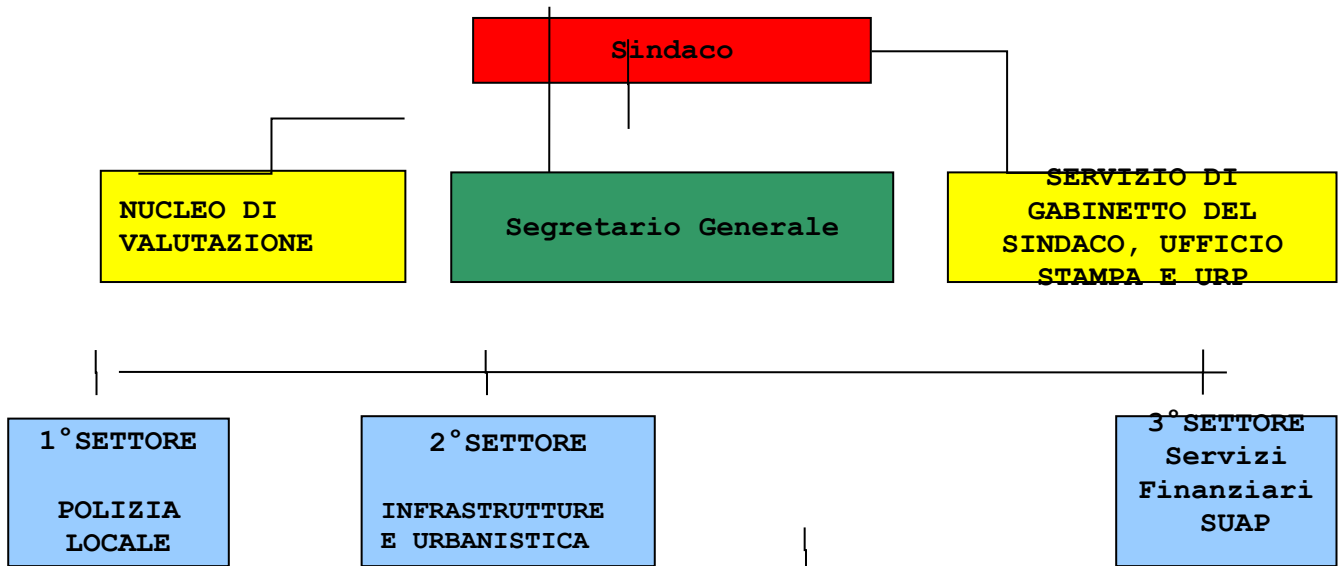 Sindaco
NUCLEO DI
VALUTAZIONE
Segretario Generale
SERVIZIO DI
GABINETTO DEL
SINDACO, UFFICIO
STAMPA E URP
1°SETTORE
POLIZIA
LOCALE
2°SETTORE
INFRASTRUTTURE
E URBANISTICA
3°SETTORE
Servizi
Finanziari
SUAP